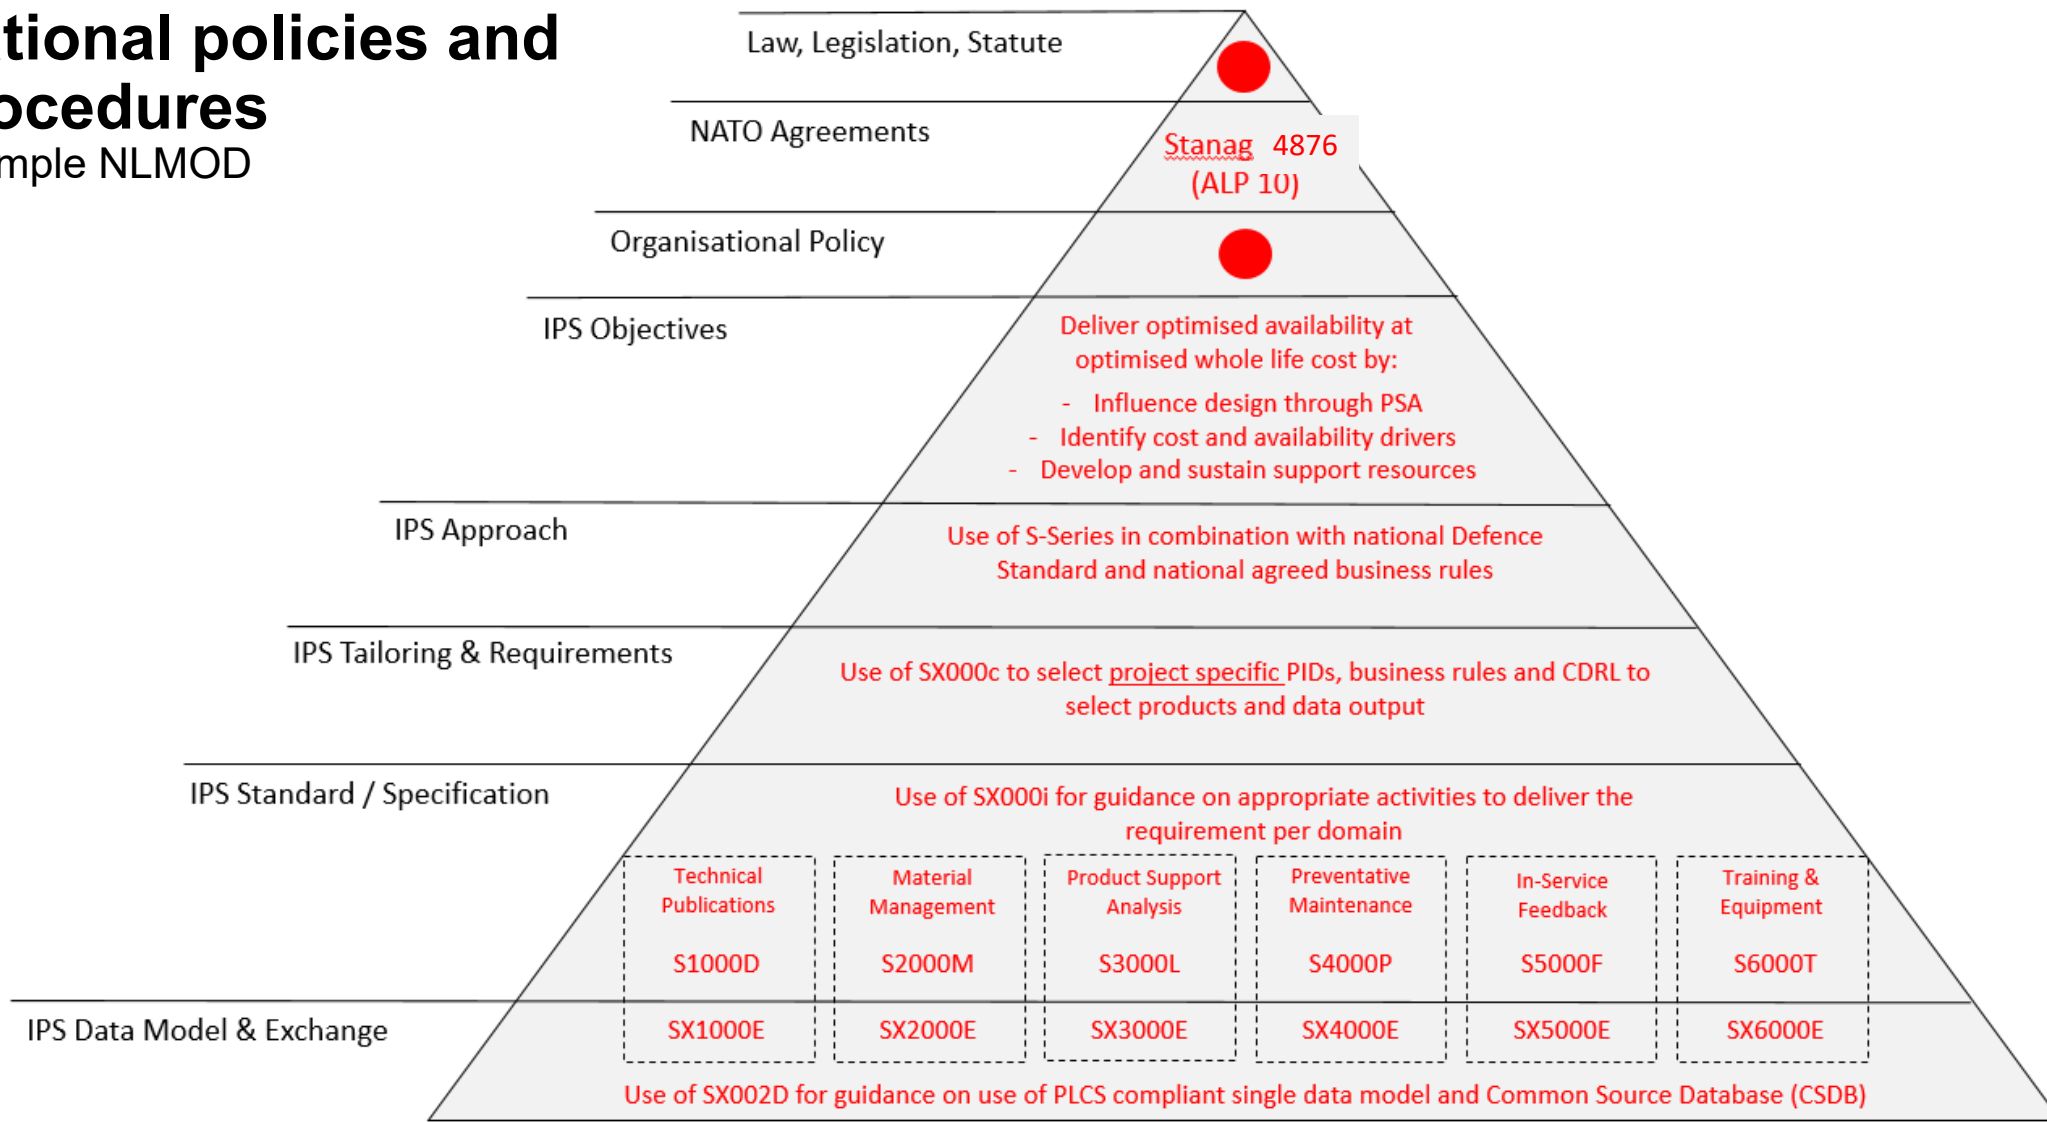 tional policies and
ocedures
mple NLMOD
Law, Legislation, Statute
NATO Agreements
Stanag 4876
(ALP 10)
Organisational Policy
IPS Objectives
Deliver optimised availability at
optimised whole life cost by:
- Influence design through PSA
- Identify cost and availability drivers
- Develop and sustain support resources
IPS Approach
Use of S-Series in combination with national Defence
Standard and national agreed business rules
IPS Tailoring & Requirements
Use of SX000c to select project specific PIDs, business rules and CDRL to
select products and data output
IPS Standard / Specification
Use of SX000i for guidance on appropriate activities to deliver the
requirement per domain
Technical
Publications
S1000D
Material
Management
S2000M
Product Support
Analysis
S3000L
Preventative
Maintenance
S4000P
In-Service
Feedback
S5000F
Training &
Equipment
S6000T
IPS Data Model & Exchange
SX1000E
SX2000E
SX3000E
SX4000E
SX5000E
SX6000E
Use of SX002D for guidance on use of PLCS compliant single data model and Common Source Database (CSDB)